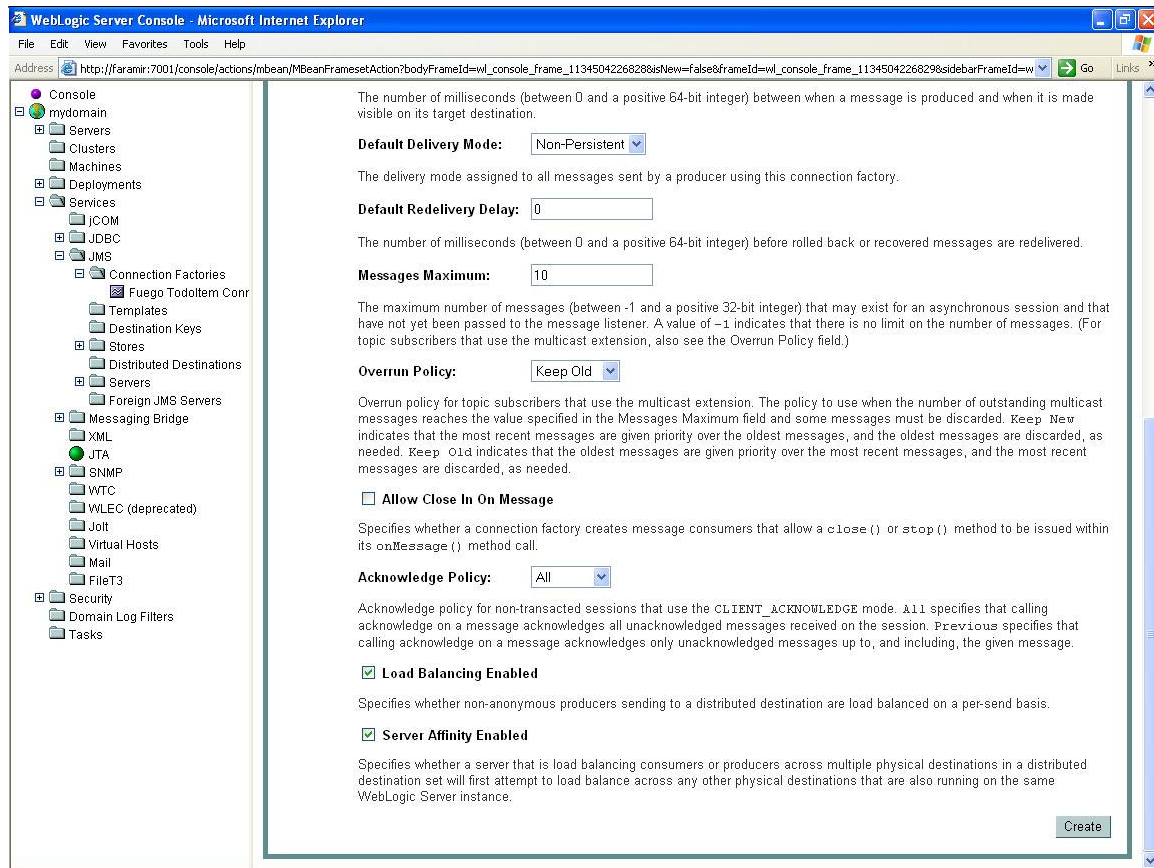 WebLogic Server Console - Microsoft Internet Explorer
File Edit View Favorites Tools Help
Address http://faramir:7001/console/actions/mbean/MBeanFramesetAction?bodyFrameId=wl_console_frame_1134504226828&isNew=false&frameId=wl_console_frame_1134504226829&sidebarFrameId=w Go Links »
Console
mydomain
Servers
Clusters
Machines
Deployments
Services
jCOM
JDBC
JMS
Connection Factories
Fuego TodoItem Conr
Templates
Destination Keys
Stores
Distributed Destinations
Servers
Foreign JMS Servers
Messaging Bridge
XML
JTA
SNMP
WTC
WLEC (deprecated)
Jolt
Virtual Hosts
Mail
FileT3
Security
Domain Log Filters
Tasks
The number of milliseconds (between 0 and a positive 64-bit integer) between when a message is produced and when it is made
visible on its target destination.
Default Delivery Mode: Non-Persistent
The delivery mode assigned to all messages sent by a producer using this connection factory.
Default Redelivery Delay: 0
The number of milliseconds (between 0 and a positive 64-bit integer) before rolled back or recovered messages are redelivered.
Messages Maximum: 10
The maximum number of messages (between -1 and a positive 32-bit integer) that may exist for an asynchronous session and that
have not yet been passed to the message listener. A value of -1 indicates that there is no limit on the number of messages. (For
topic subscribers that use the multicast extension, also see the Overrun Policy field.)
Overrun Policy: Keep Old
Overrun policy for topic subscribers that use the multicast extension. The policy to use when the number of outstanding multicast
messages reaches the value specified in the Messages Maximum field and some messages must be discarded. Keep New
indicates that the most recent messages are given priority over the oldest messages, and the oldest messages are discarded, as
needed. Keep Old indicates that the oldest messages are given priority over the most recent messages, and the most recent
messages are discarded, as needed.
Allow Close In On Message
Specifies whether a connection factory creates message consumers that allow a close() or stop() method to be issued within
its onMessage() method call.
Acknowledge Policy: All
Acknowledge policy for non-transacted sessions that use the CLIENT_ACKNOWLEDGE mode. All specifies that calling
acknowledge on a message acknowledges all unacknowledged messages received on the session. Previous specifies that
calling acknowledge on a message acknowledges only unacknowledged messages up to, and including, the given message.
Load Balancing Enabled
Specifies whether non-anonymous producers sending to a distributed destination are load balanced on a per-send basis.
Server Affinity Enabled
Specifies whether a server that is load balancing consumers or producers across multiple physical destinations in a distributed
destination set will first attempt to load balance across any other physical destinations that are also running on the same
WebLogic Server instance.
Create